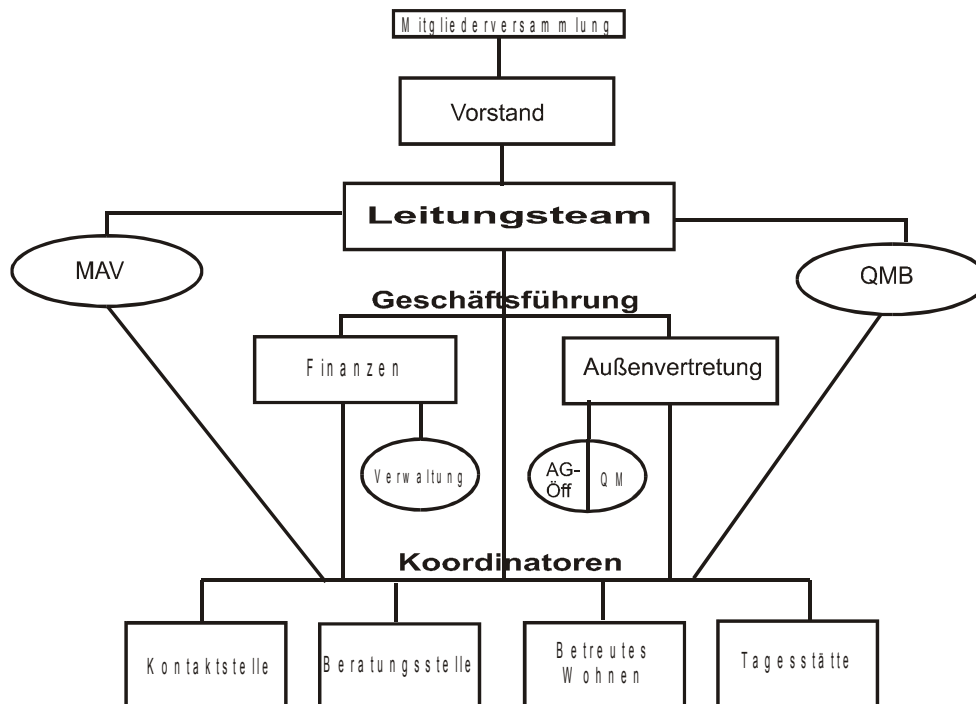 Mitgliederversammlung
Vorstand
Leitungsteam
MAV
QMB
Geschäftsführung
Finanzen
Außenvertretung
Verwaltung
AG-
Öff
QM
Koordinatoren
Kontaktstelle
Beratungsstelle
Betreutes
Wohnen
Tagesstätte